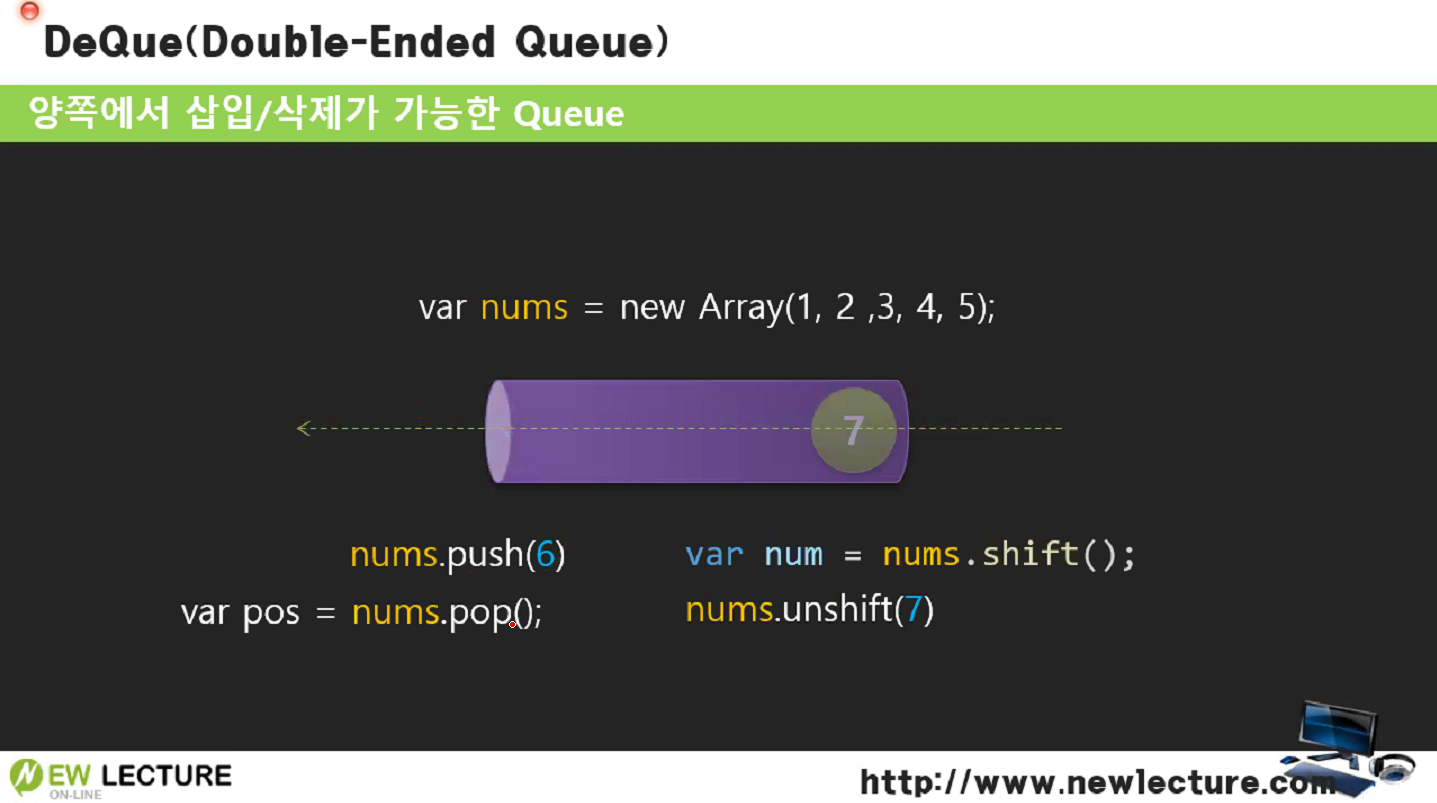 DeQue(Double-Ended Queue)
양쪽에서 삽입/삭제가 가능한 Queue
var nums = new Array(1, 2 ,3, 4, 5);
7
nums.push(6)
var pos = nums.pop();
var num = nums.shift();
nums.unshift(7)
NEW LECTURE
ON-LINE
http://www.newlecture.com